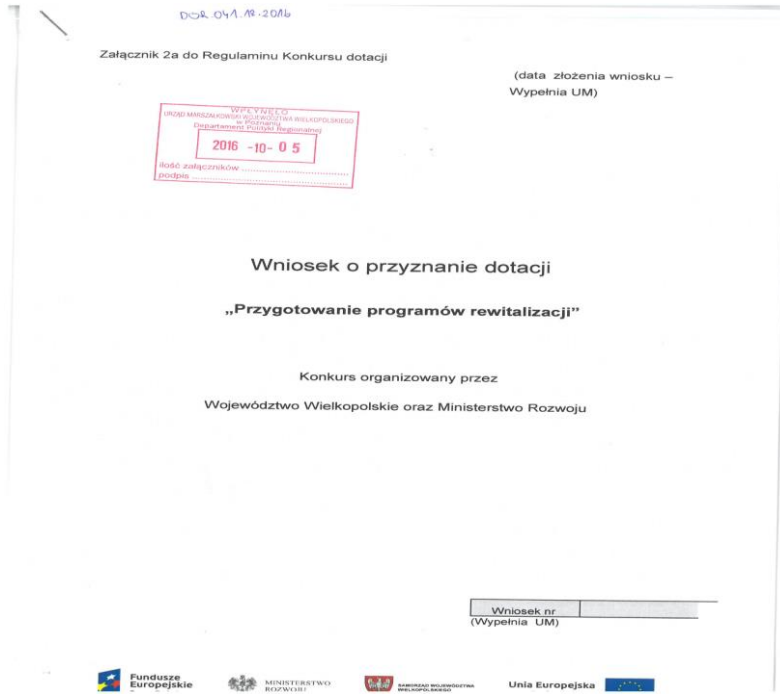 DOR.041.12.2016
Załącznik 2a do Regulaminu Konkursu dotacji
(data złożenia wniosku –
Wypełnia UM)
WPŁYNĘŁO
URZĄD MARSZAŁKOWSKI WOJEWÓDZTWA WIELKOPOLSKIEGO
w Poznaniu
Departament Polityki Regionalnej
2016 -10- 0 5
ilość załączników
podpis
Wniosek o przyznanie dotacji
„Przygotowanie programów rewitalizacji”
Konkurs organizowany przez
Województwo Wielkopolskie oraz Ministerstwo Rozwoju
Wniosek nr
(Wypełnia UM)
Fundusze
Europejskie
MINISTERSTWO
ROZWOJU
SAMORZĄD WOJEWÓDZTWA
WIELKOPOLSKIEGO
Unia Europejska